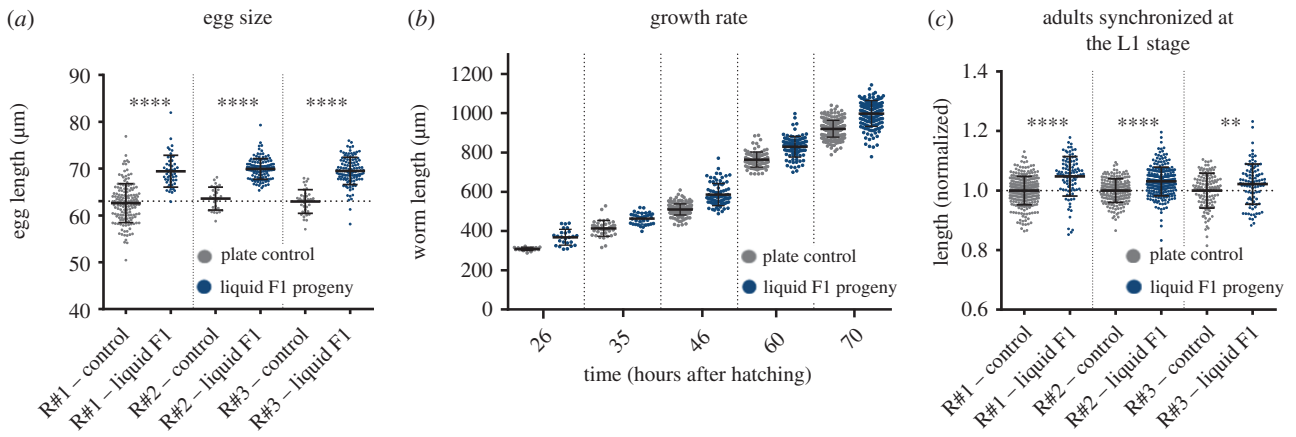 (a) egg size
egg length (µm)
90
80
70
60
50
40
**** **** ****
plate control
liquid F1 progeny
R#1 – control
R#1 – liquid F1
R#2 – control
R#2 – liquid F1
R#3 – control
R#3 – liquid F1
(b) growth rate
worm length (µm)
1200
1000
800
600
400
200
0
plate control
liquid F1 progeny
26 35 46 60 70
time (hours after hatching)
(c) adults synchronized at
the L1 stage
length (normalized)
1.4
1.2
1.0
0.8
0.6
**** **** **
plate control
liquid F1 progeny
R#1 – control
R#1 – liquid F1
R#2 – control
R#2 – liquid F1
R#3 – control
R#3 – liquid F1